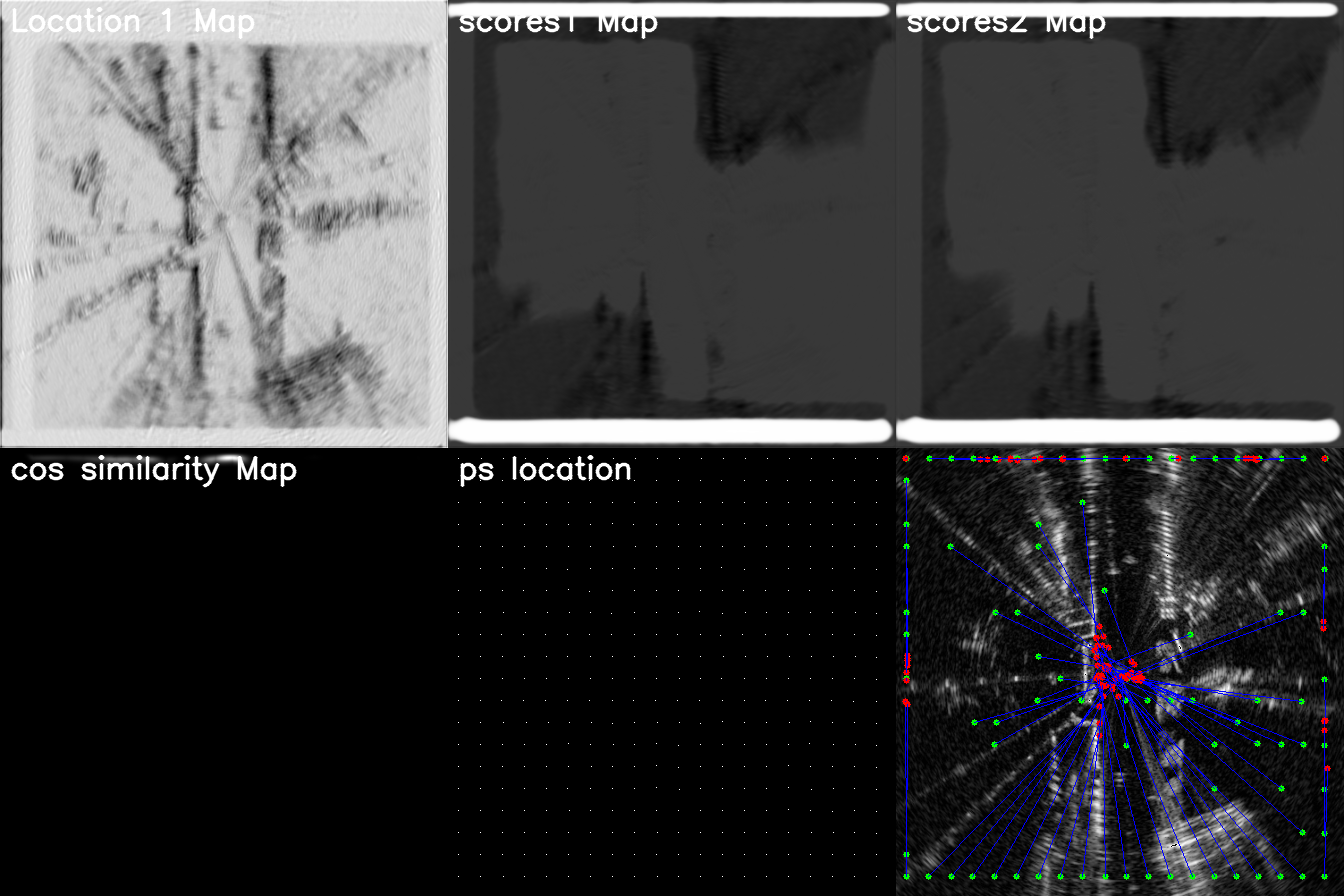 Location 1 Map
scores1 Map
scores2 Map
cos similarity Map
ps location